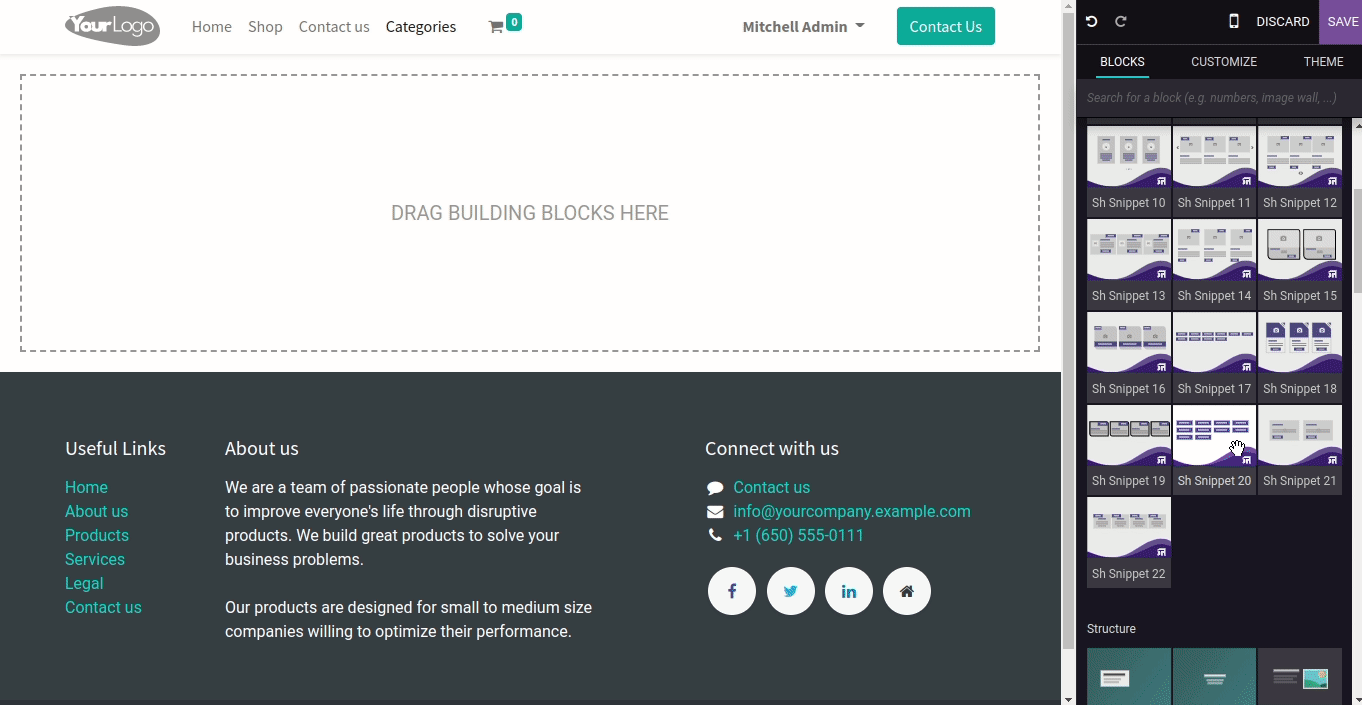 YourLogo
Home
Shop
Contact us
Categories
0
Mitchell Admin
Contact Us
DISCARD
SAVE
BLOCKS
CUSTOMIZE
THEME
Search for a block (e.g. numbers, image wall, ...)
DRAG BUILDING BLOCKS HERE
Sh Snippet 10
Sh Snippet 11
Sh Snippet 12
Sh Snippet 13
Sh Snippet 14
Sh Snippet 15
Sh Snippet 16
Sh Snippet 17
Sh Snippet 18
Sh Snippet 19
Sh Snippet 20
Sh Snippet 21
Sh Snippet 22
Structure
Useful Links
Home
About us
Products
Services
Legal
Contact us
About us
We are a team of passionate people whose goal is
to improve everyone's life through disruptive
products. We build great products to solve your
business problems.
Our products are designed for small to medium size
companies willing to optimize their performance.
Connect with us
Contact us
info@yourcompany.example.com
+1 (650) 555-0111